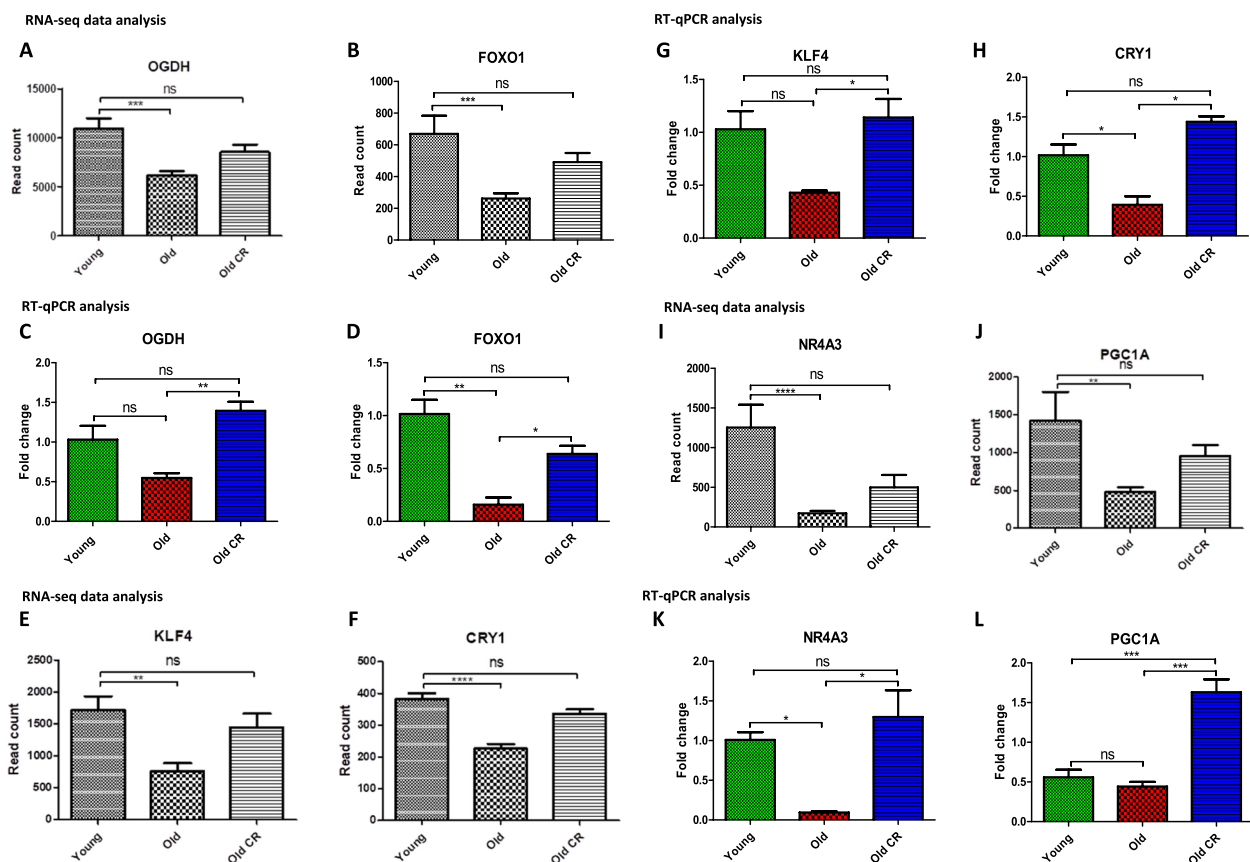 RNA-seq data analysis
A
OGDH
Read count
15000
10000
5000
0
ns
***
Young
Old
Old CR
B
FOXO1
Read count
1000
800
600
400
200
0
ns
***
Young
Old
Old CR
RT-qPCR analysis
G
KLF4
Fold change
1.5
1.0
0.5
0.0
ns
ns
*
Young
Old
Old CR
H
CRY1
Fold change
2.0
1.5
1.0
0.5
0.0
ns
*
*
Young
Old
Old CR
RT-qPCR analysis
C
OGDH
Fold change
2.0
1.5
1.0
0.5
0.0
ns
**
ns
Young
Old
Old CR
D
FOXO1
Fold change
1.5
1.0
0.5
0.0
ns
**
*
Young
Old
Old CR
RNA-seq data analysis
I
NR4A3
Read count
2000
1500
1000
500
0
ns
****
Young
Old
Old CR
J
PGC1A
Read count
2000
1500
1000
500
0
ns
**
Young
Old
Old CR
RNA-seq data analysis
E
KLF4
Read count
2500
2000
1500
1000
500
0
ns
**
Young
Old
Old CR
F
CRY1
Read count
500
400
300
200
100
0
ns
****
Young
Old
Old CR
RT-qPCR analysis
K
NR4A3
Fold change
2.0
1.5
1.0
0.5
0.0
ns
*
*
Young
Old
Old CR
L
PGC1A
Fold change
2.0
1.5
1.0
0.5
0.0
***
***
ns
Young
Old
Old CR